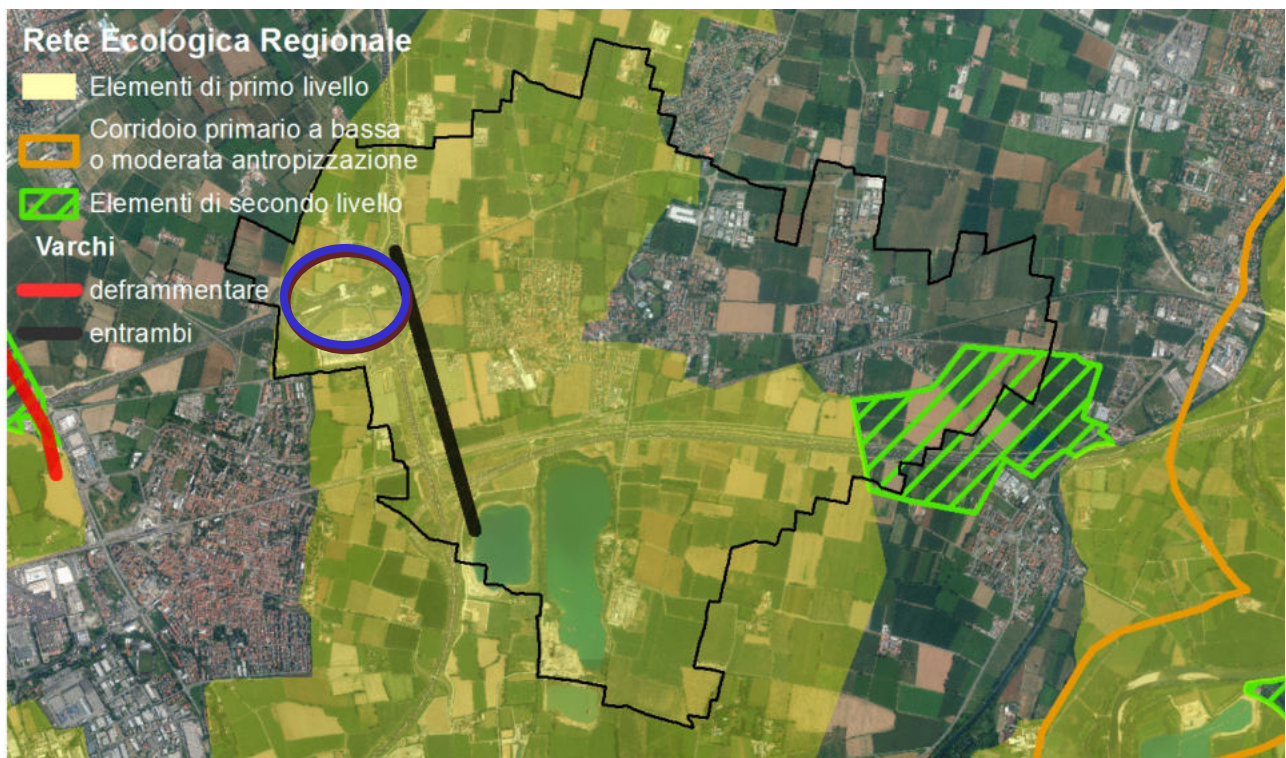 Rete Ecologica Regionale
Elementi di primo livello
Corridoio primario a bassa
o moderata antropizzazione
Elementi di secondo livello
Varchi
deframmentare
entrambi